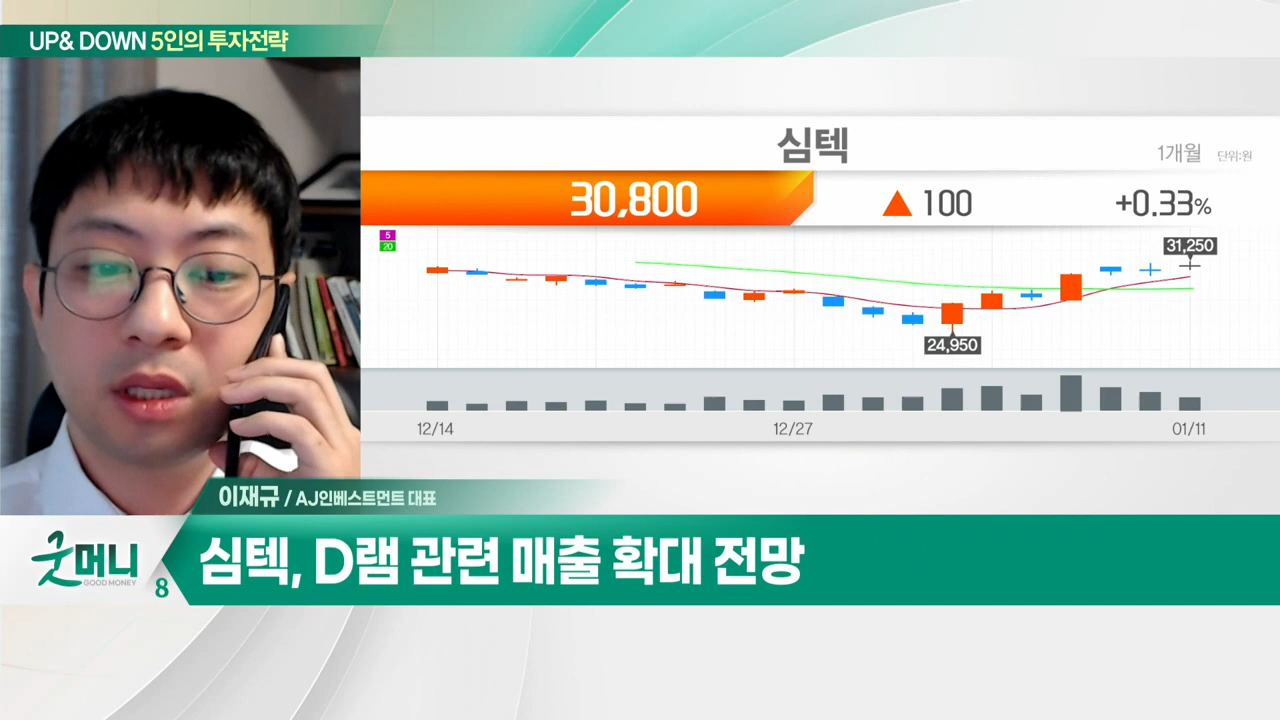 UP& DOWN 5인의 투자전략
심텍
1개월 단위:원
30,800 ▲ 100 +0.33%
5
20
31,250
24,950
12/14 12/27 01/11
이재규 / AJ인베스트먼트 대표
굿머니
GOOD MONEY
8
심텍, D램 관련 매출 확대 전망